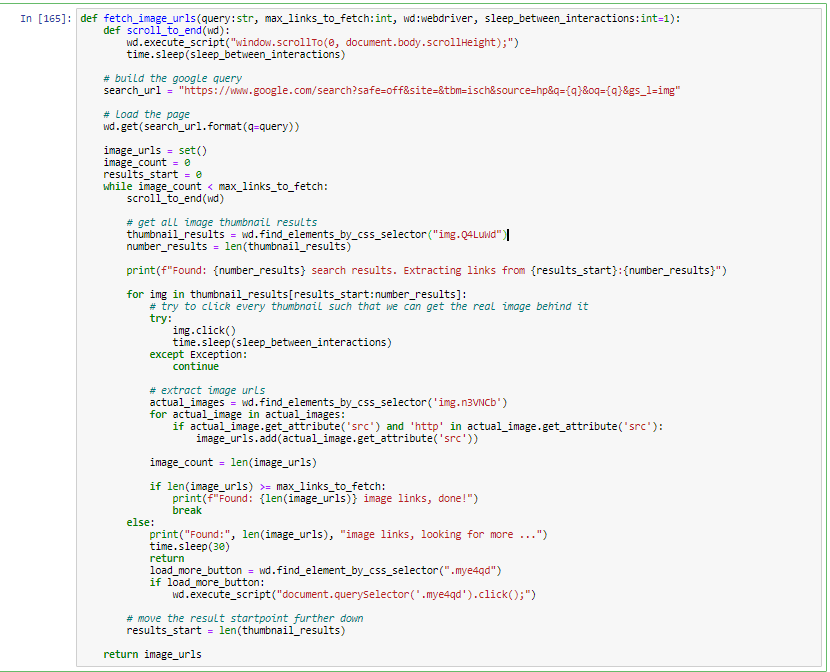 In [165]: def fetch_image_urls(query:str, max_links_to_fetch:int, wd:webdriver, sleep_between_interactions:int=1):
    def scroll_to_end(wd):
        wd.execute_script("window.scrollTo(0, document.body.scrollHeight);")
        time.sleep(sleep_between_interactions)

    # build the google query
    search_url = "https://www.google.com/search?safe=off&site=&tbm=isch&source=hp&q={q}&oq={q}&gs_l=img"

    # load the page
    wd.get(search_url.format(q=query))

    image_urls = set()
    image_count = 0
    results_start = 0
    while image_count < max_links_to_fetch:
        scroll_to_end(wd)

        # get all image thumbnail results
        thumbnail_results = wd.find_elements_by_css_selector("img.Q4LuWd")
        number_results = len(thumbnail_results)

        print(f"Found: {number_results} search results. Extracting links from {results_start}:{number_results}")

        for img in thumbnail_results[results_start:number_results]:
            # try to click every thumbnail such that we can get the real image behind it
            try:
                img.click()
                time.sleep(sleep_between_interactions)
            except Exception:
                continue

            # extract image urls
            actual_images = wd.find_elements_by_css_selector('img.n3VNCb')
            for actual_image in actual_images:
                if actual_image.get_attribute('src') and 'http' in actual_image.get_attribute('src'):
                    image_urls.add(actual_image.get_attribute('src'))

            image_count = len(image_urls)

            if len(image_urls) >= max_links_to_fetch:
                print(f"Found: {len(image_urls)} image links, done!")
                break
        else:
            print("Found:", len(image_urls), "image links, looking for more ...")
            time.sleep(30)
            return
            load_more_button = wd.find_element_by_css_selector(".mye4qd")
            if load_more_button:
                wd.execute_script("document.querySelector('.mye4qd').click();")

        # move the result startpoint further down
        results_start = len(thumbnail_results)

    return image_urls